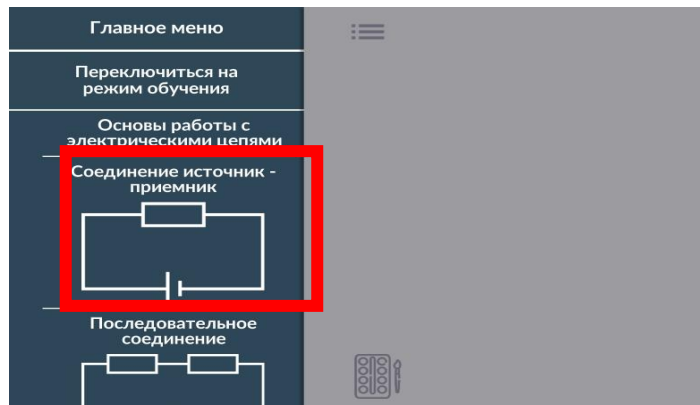 Главное меню
Переключиться на
режим обучения
Основы работы с
электрическими цепями
Соединение источник -
приемник
Последовательное
соединение